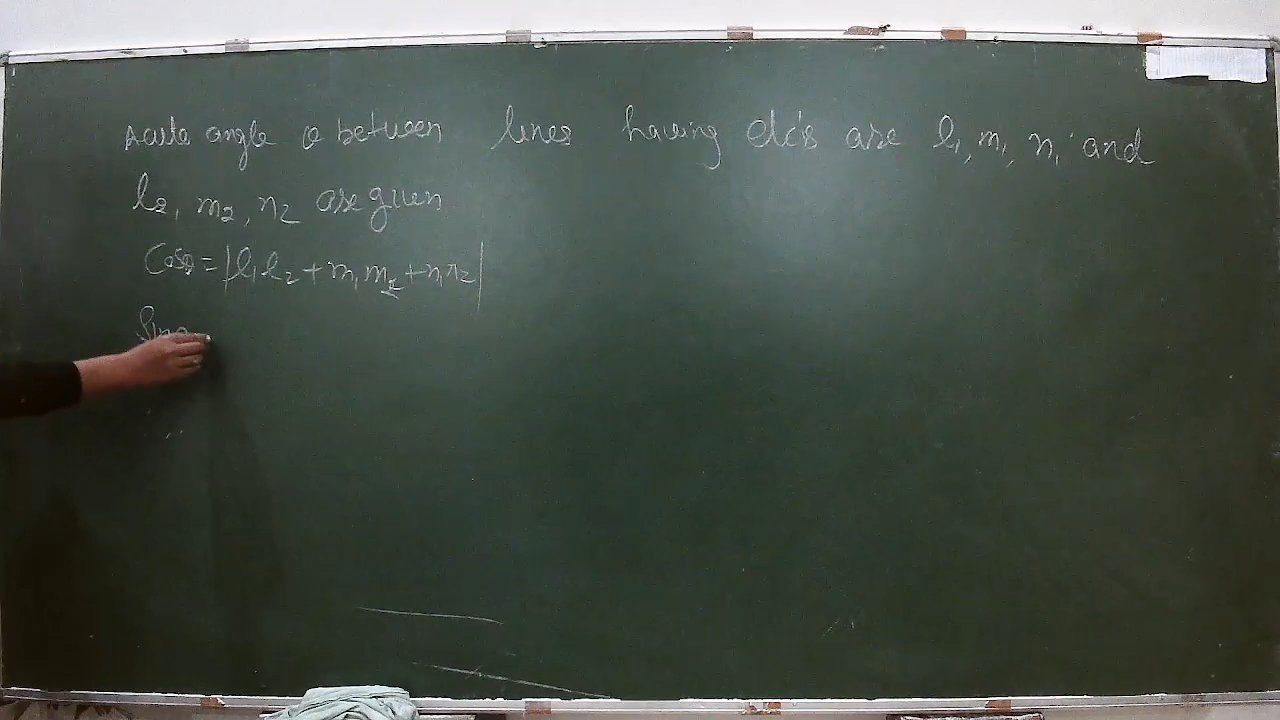 Acute angle θ between lines having dc's are l₁, m₁, n₁ and
l₂, m₂, n₂ are given
Cosθ = |l₁l₂ + m₁m₂ + n₁n₂|
Sinθ